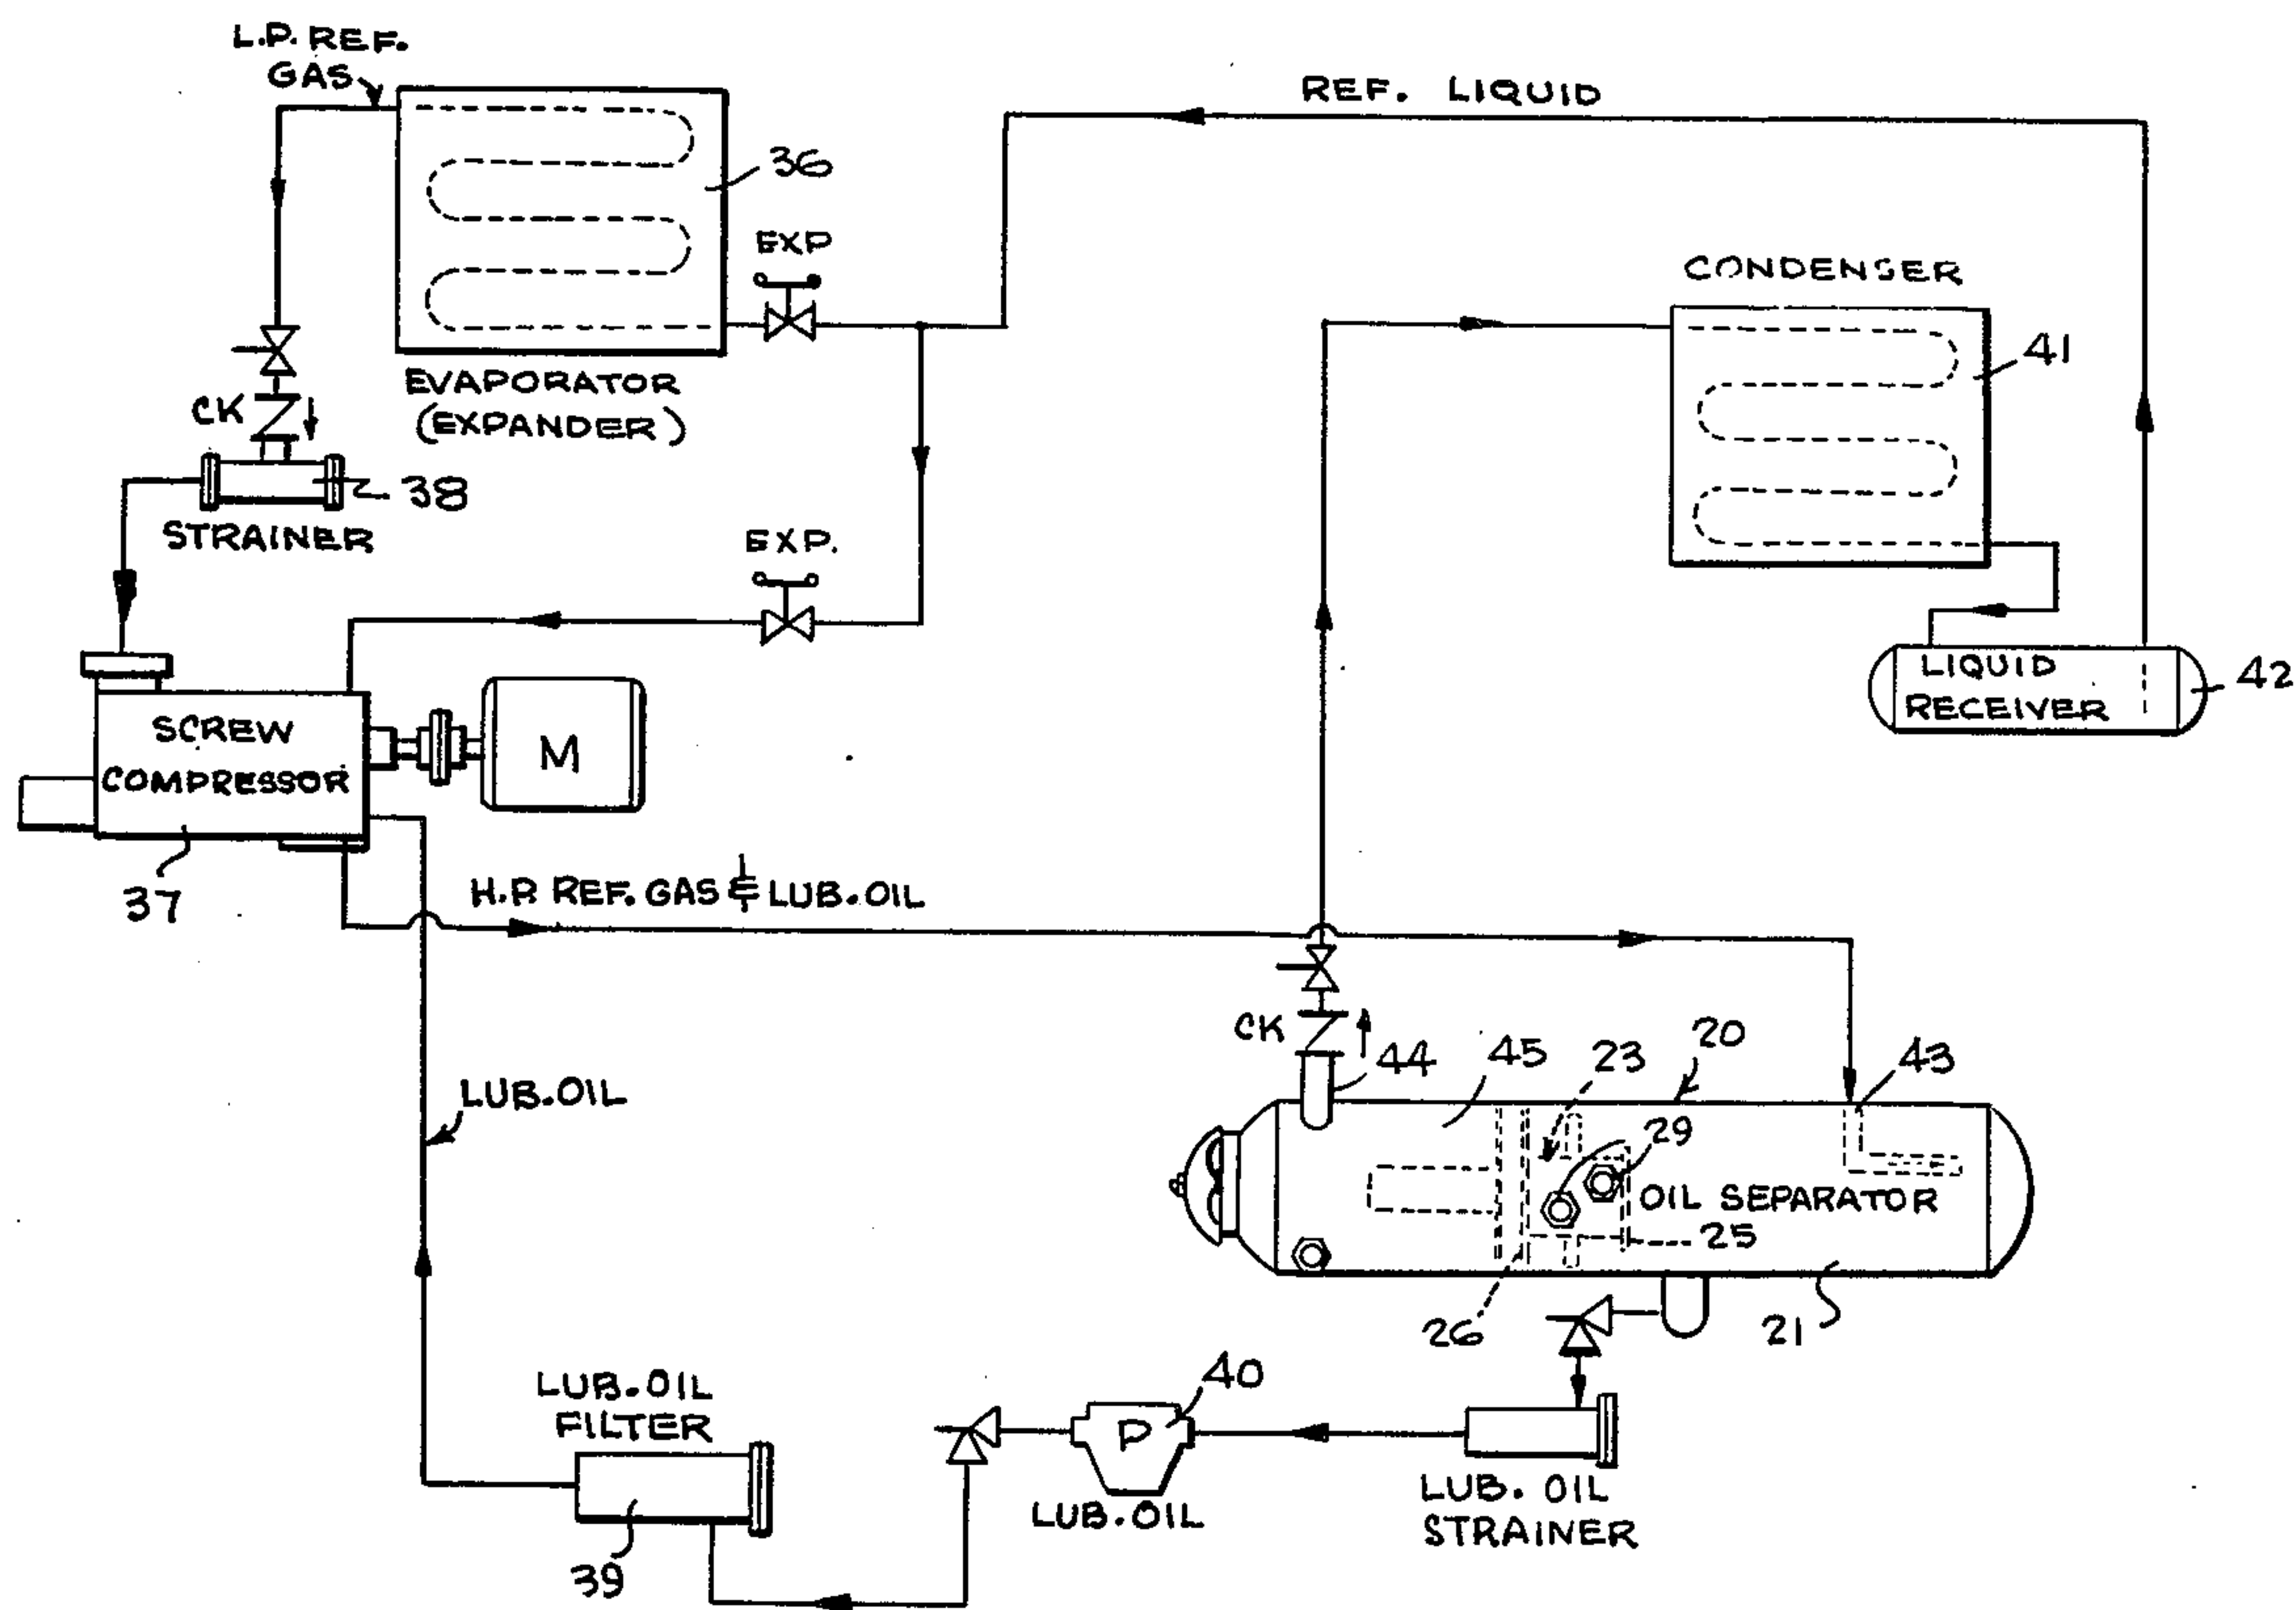 L.P. REF.
GAS
REF. LIQUID
36
EXP
CONDENSER
41
EVAPORATOR
(EXPANDER)
CK
38
STRAINER
EXP.
LIQUID
RECEIVER
42
SCREW
COMPRESSOR
M
37
H.P. REF. GAS & LUB. OIL
CK
44
45
23
20
43
29
LUB. OIL
OIL SEPARATOR
25
26
21
40
LUB. OIL
FILTER
P
39
LUB. OIL
LUB. OIL
STRAINER